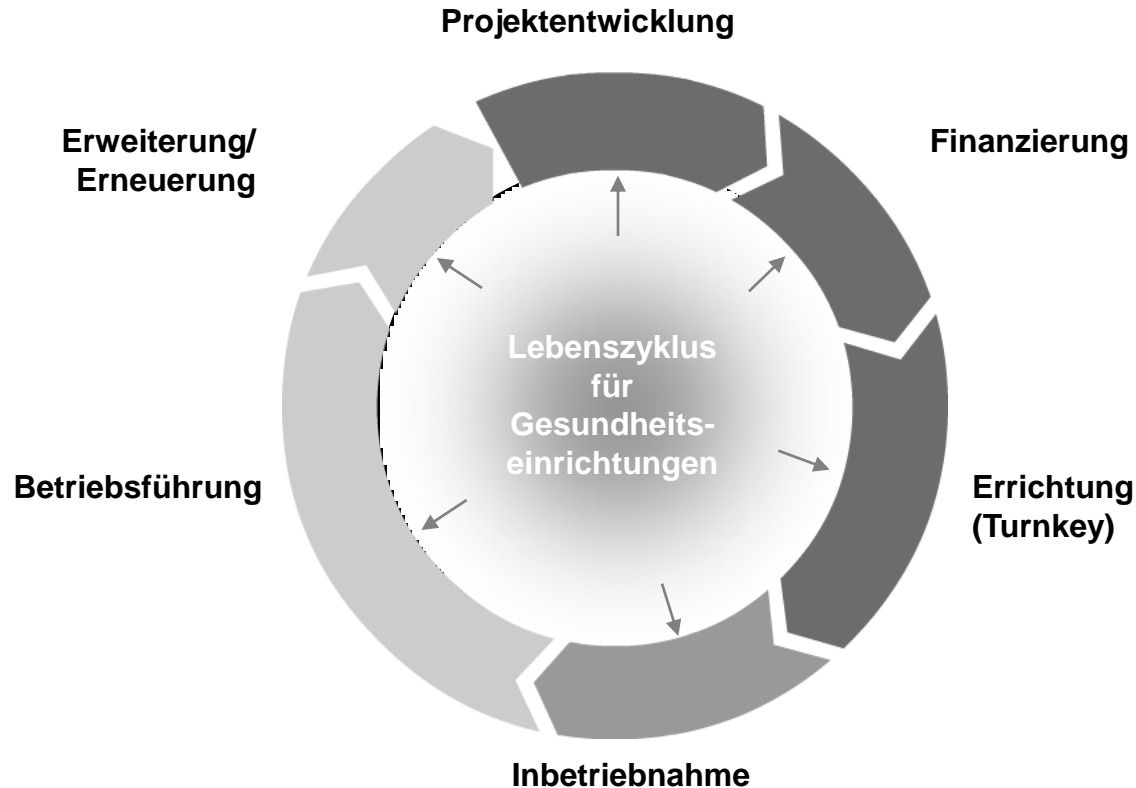 Projektentwicklung
Finanzierung
Errichtung
(Turnkey)
Inbetriebnahme
Betriebsführung
Erweiterung/
Erneuerung
Lebenszyklus
für
Gesundheits-
einrichtungen